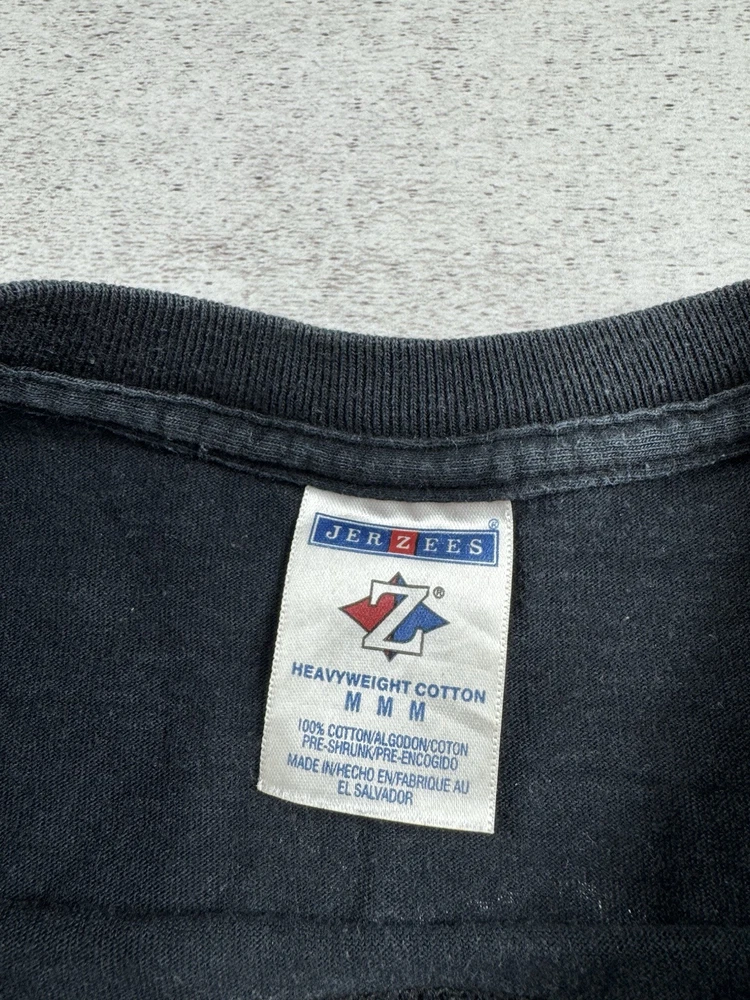 JERZEES ®
Z ®
HEAVYWEIGHT COTTON
M M M
100% COTTON/ALGODON/COTON
PRE-SHRUNK/PRE-ENCOGIDO
MADE IN/HECHO EN/FABRIQUE AU
EL SALVADOR